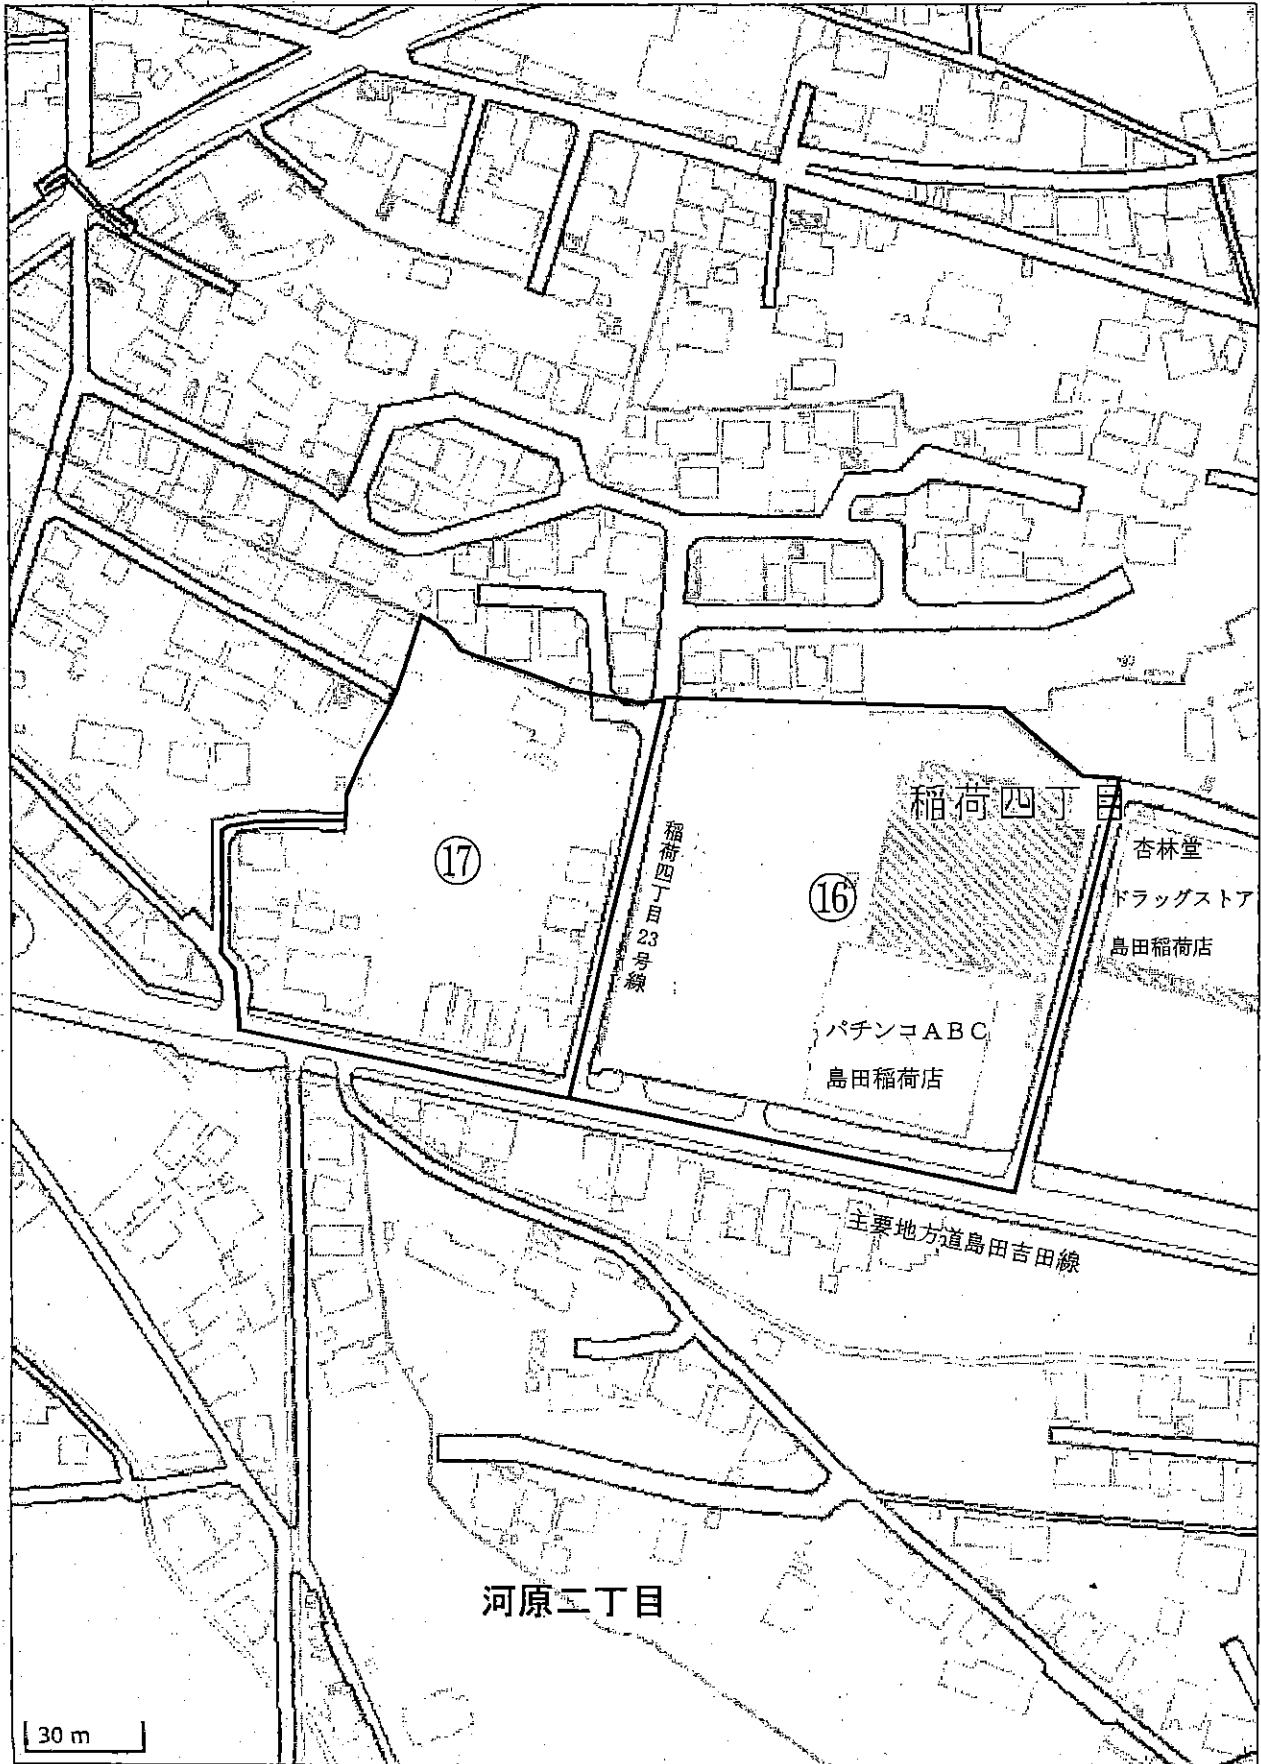 稲荷四丁目
杏林堂
ドラッグストア
島田稲荷店
⑰
稲荷四丁目23号線
⑯
パチンコABC
島田稲荷店
主要地方道島田吉田線
河原二丁目
30 m